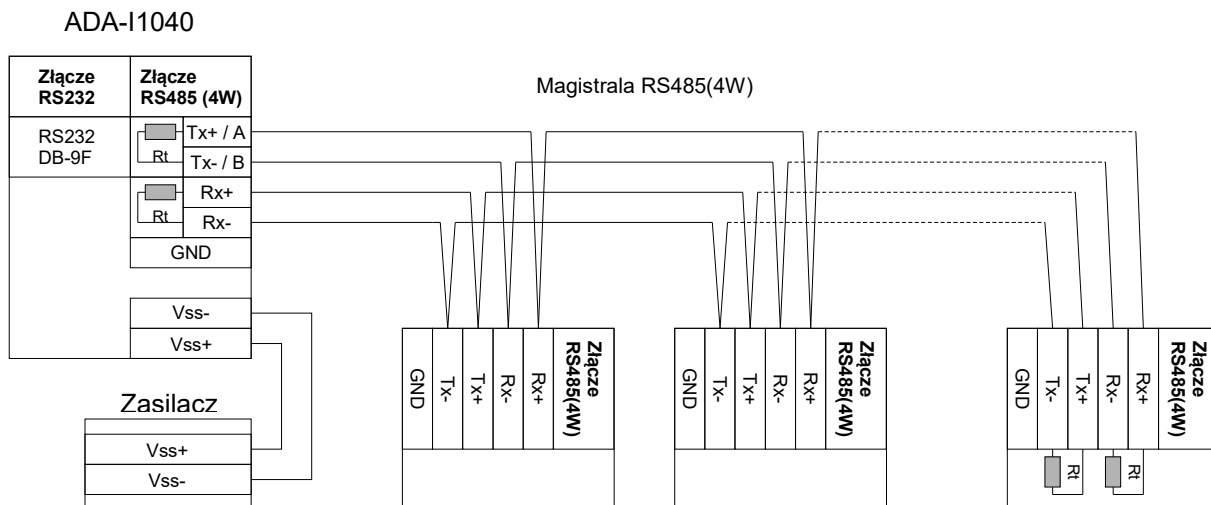 ADA-I1040
Złącze
RS232
Złącze
RS485 (4W)
Magistrala RS485(4W)
RS232
DB-9F
Rt
Tx+ / A
Tx- / B
Rt
Rx+
Rx-
GND
Vss-
Vss+
Zasilacz
Vss+
Vss-
GND
Tx-
Tx+
Rx-
Rx+
Złącze
RS485(4W)
GND
Tx-
Tx+
Rx-
Rx+
Złącze
RS485(4W)
GND
Tx-
Tx+
Rx-
Rx+
Złącze
RS485(4W)
Rt
Rt